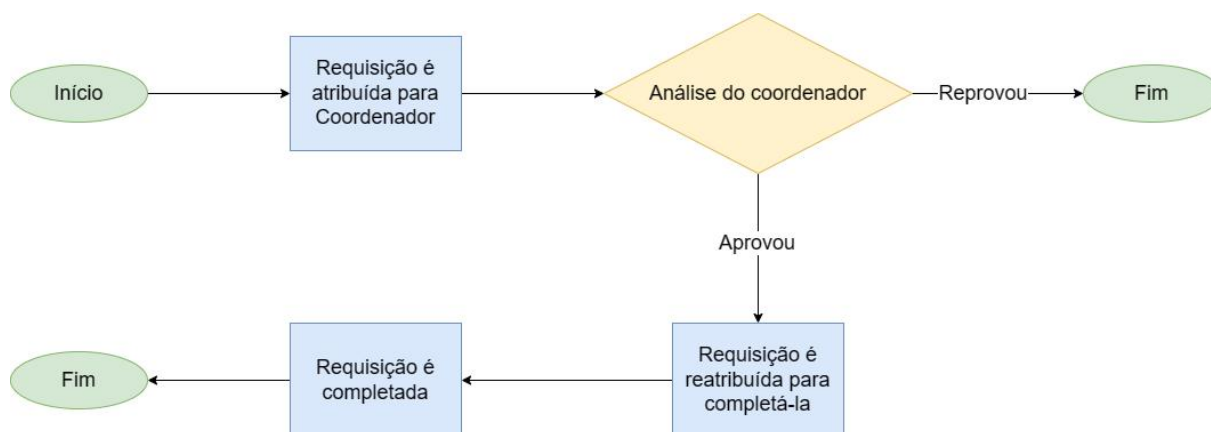 Início
Requisição é
atribuída para
Coordenador
Análise do coordenador
Reprovou
Fim
Aprovou
Requisição é
reatribuída para
completá-la
Requisição é
completada
Fim